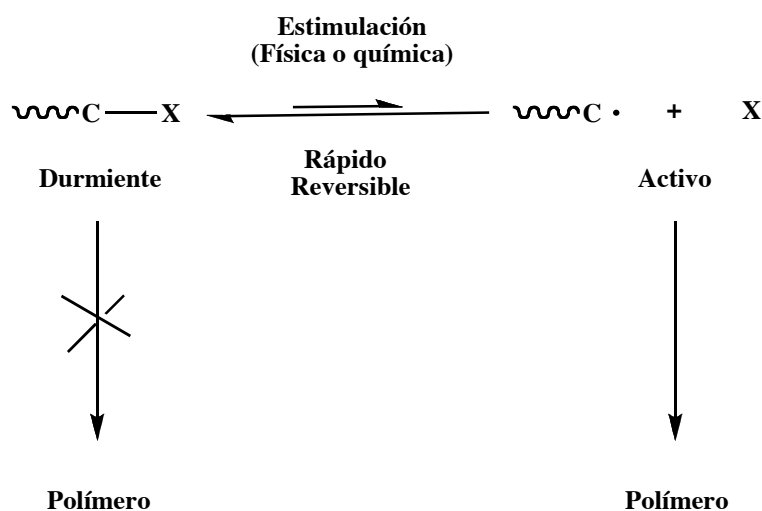 Estimulación
(Física o química)
C — X
C · + X
Rápido
Reversible
Durmiente
Activo
Polímero
Polímero